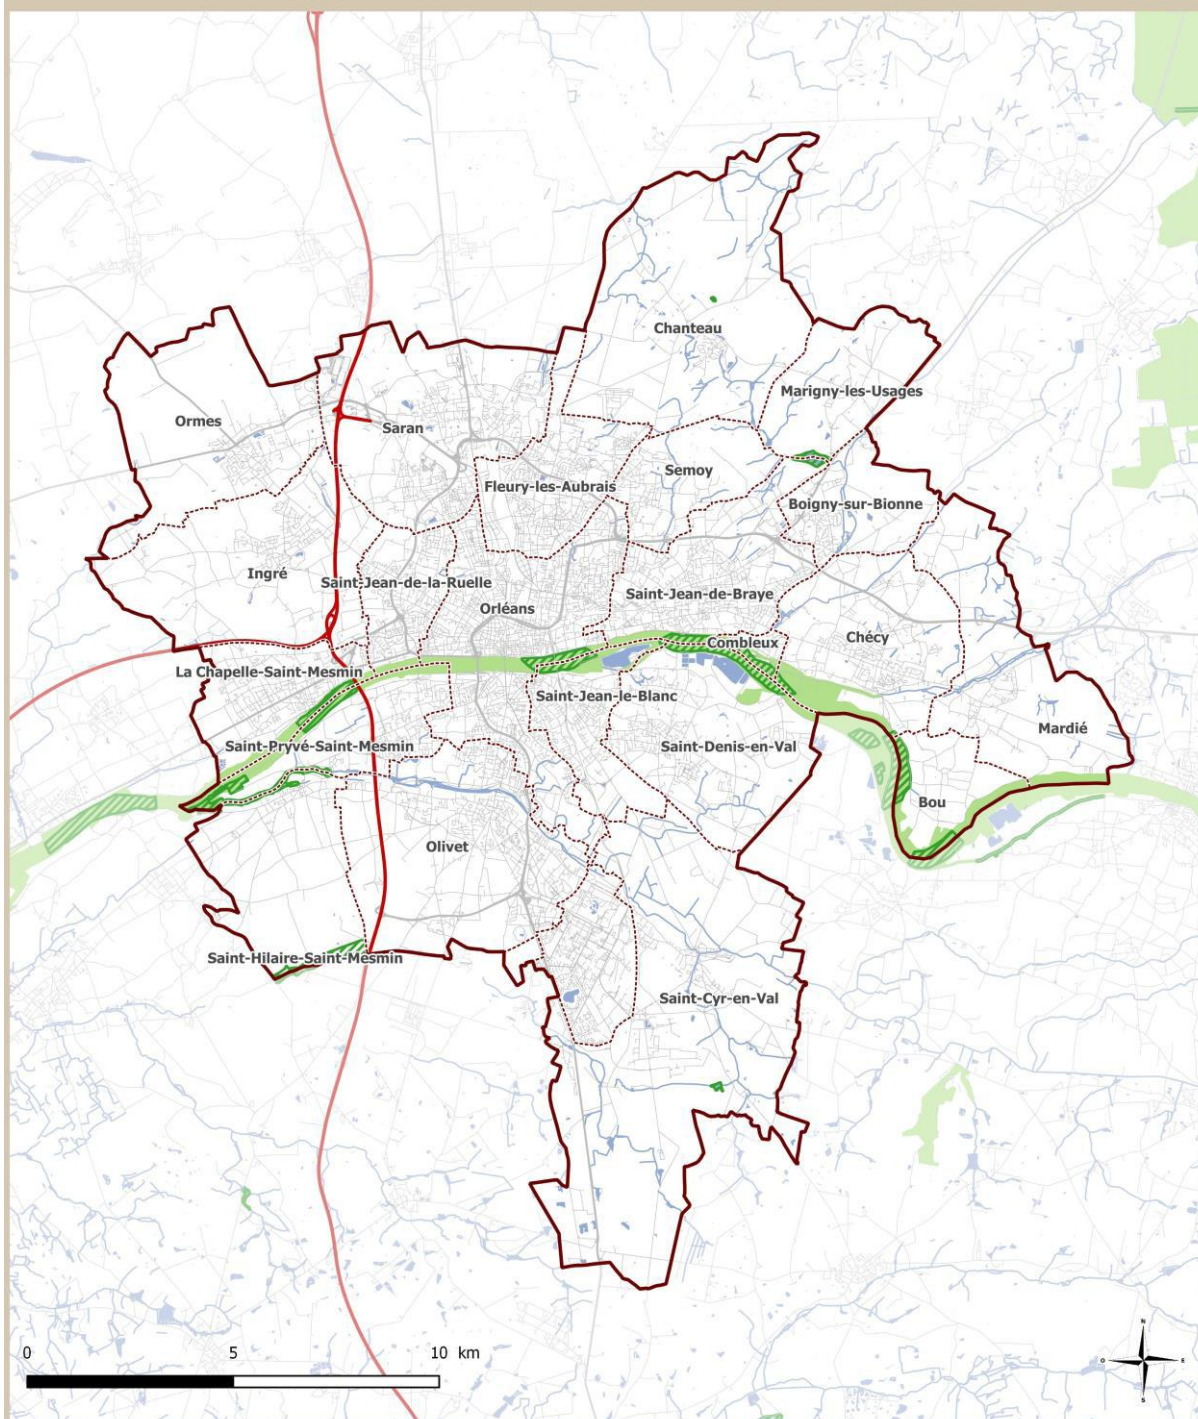 Chanteau
Marigny-les-Usages
Ormes
Saran
Semoy
Fleury-les-Aubrais
Boigny-sur-Bionne
Ingré
Saint-Jean-de-la-Ruelle
Saint-Jean-de-Braye
Orléans
Chécy
Combleux
La Chapelle-Saint-Mesmin
Saint-Jean-le-Blanc
Mardié
Saint-Pryvé-Saint-Mesmin
Saint-Denis-en-Val
Bou
Olivet
Saint-Hilaire-Saint-Mesmin
Saint-Cyr-en-Val
N
O
E
S
0 5 10 km